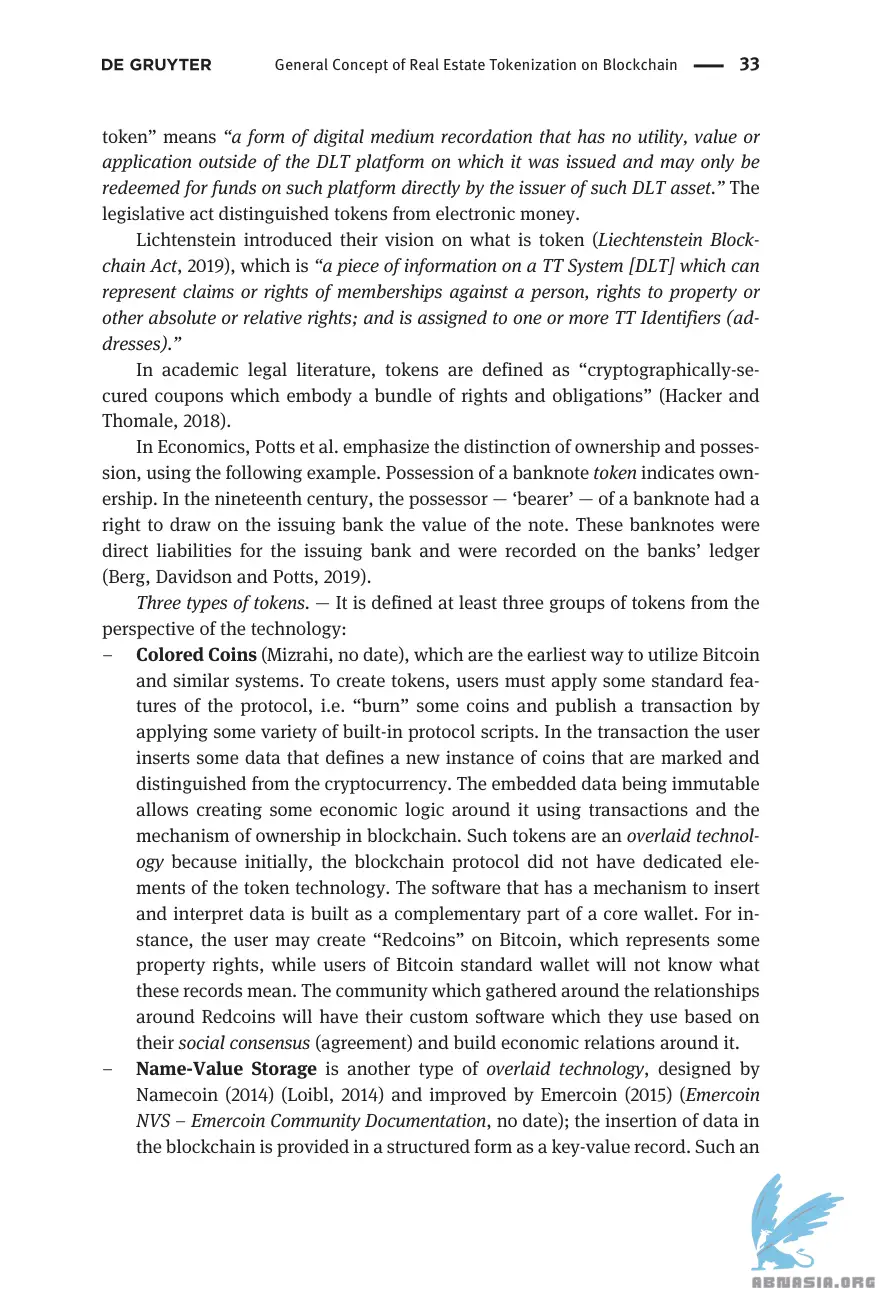 DE GRUYTER General Concept of Real Estate Tokenization on Blockchain — 33
token” means “a form of digital medium recordation that has no utility, value or
application outside of the DLT platform on which it was issued and may only be
redeemed for funds on such platform directly by the issuer of such DLT asset.” The
legislative act distinguished tokens from electronic money.
Lichtenstein introduced their vision on what is token (Liechtenstein Block-
chain Act, 2019), which is “a piece of information on a TT System [DLT] which can
represent claims or rights of memberships against a person, rights to property or
other absolute or relative rights; and is assigned to one or more TT Identifiers (ad-
dresses).”
In academic legal literature, tokens are defined as “cryptographically-se-
cured coupons which embody a bundle of rights and obligations” (Hacker and
Thomale, 2018).
In Economics, Potts et al. emphasize the distinction of ownership and posses-
sion, using the following example. Possession of a banknote token indicates own-
ership. In the nineteenth century, the possessor — ‘bearer’ — of a banknote had a
right to draw on the issuing bank the value of the note. These banknotes were
direct liabilities for the issuing bank and were recorded on the banks’ ledger
(Berg, Davidson and Potts, 2019).
Three types of tokens. — It is defined at least three groups of tokens from the
perspective of the technology:
– Colored Coins (Mizrahi, no date), which are the earliest way to utilize Bitcoin
and similar systems. To create tokens, users must apply some standard fea-
tures of the protocol, i.e. “burn” some coins and publish a transaction by
applying some variety of built-in protocol scripts. In the transaction the user
inserts some data that defines a new instance of coins that are marked and
distinguished from the cryptocurrency. The embedded data being immutable
allows creating some economic logic around it using transactions and the
mechanism of ownership in blockchain. Such tokens are an overlaid technol-
ogy because initially, the blockchain protocol did not have dedicated ele-
ments of the token technology. The software that has a mechanism to insert
and interpret data is built as a complementary part of a core wallet. For in-
stance, the user may create “Redcoins” on Bitcoin, which represents some
property rights, while users of Bitcoin standard wallet will not know what
these records mean. The community which gathered around the relationships
around Redcoins will have their custom software which they use based on
their social consensus (agreement) and build economic relations around it.
– Name-Value Storage is another type of overlaid technology, designed by
Namecoin (2014) (Loibl, 2014) and improved by Emercoin (2015) (Emercoin
NVS – Emercoin Community Documentation, no date); the insertion of data in
the blockchain is provided in a structured form as a key-value record. Such an
ABNASIA.ORG